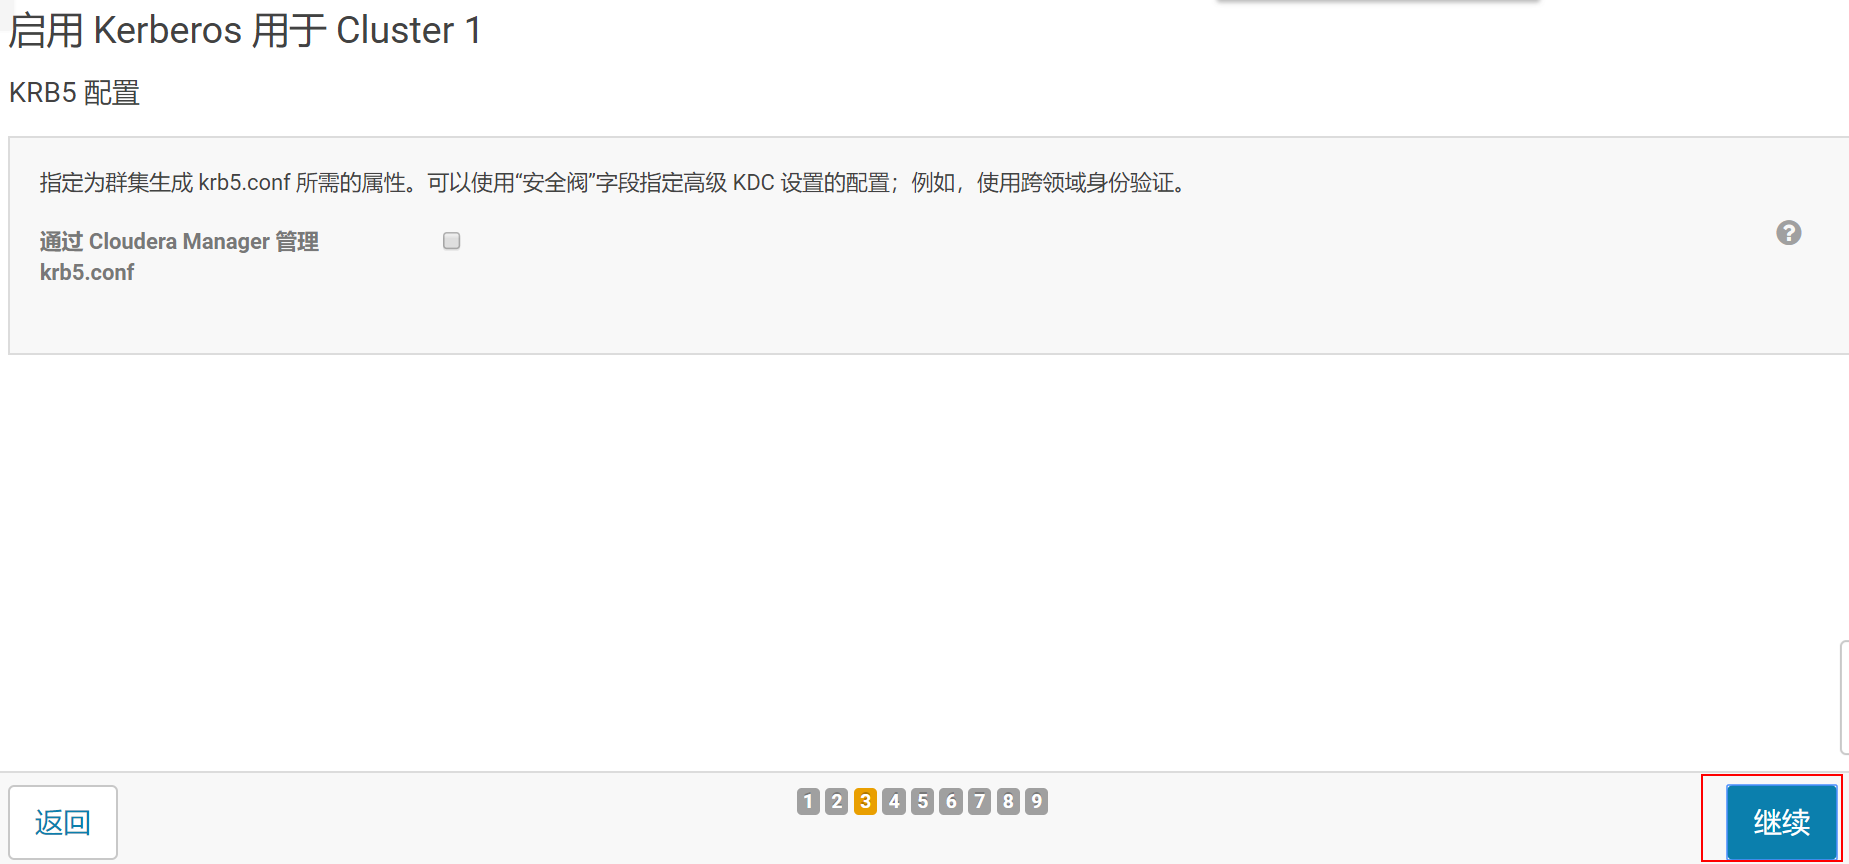 启用 Kerberos 用于 Cluster 1
KRB5 配置
指定为群集生成 krb5.conf 所需的属性。可以使用“安全阀”字段指定高级 KDC 设置的配置；例如，使用跨领域身份验证。
通过 Cloudera Manager 管理
krb5.conf
?
返回
1 2 3 4 5 6 7 8 9
继续